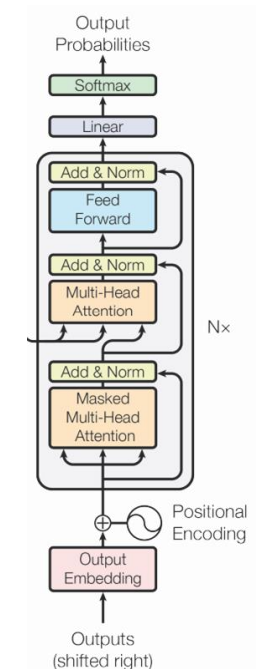 Output
Probabilities
Softmax
Linear
Add & Norm
Feed
Forward
Add & Norm
Multi-Head
Attention
N×
Add & Norm
Masked
Multi-Head
Attention
Positional
Encoding
Output
Embedding
Outputs
(shifted right)